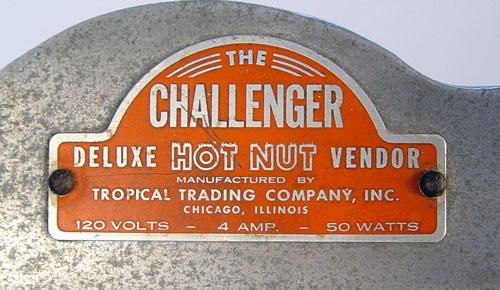 THE
CHALLENGER
DELUXE HOT NUT VENDOR
MANUFACTURED BY
TROPICAL TRADING COMPANY, INC.
CHICAGO, ILLINOIS
120 VOLTS - 4 AMP. - 50 WATTS